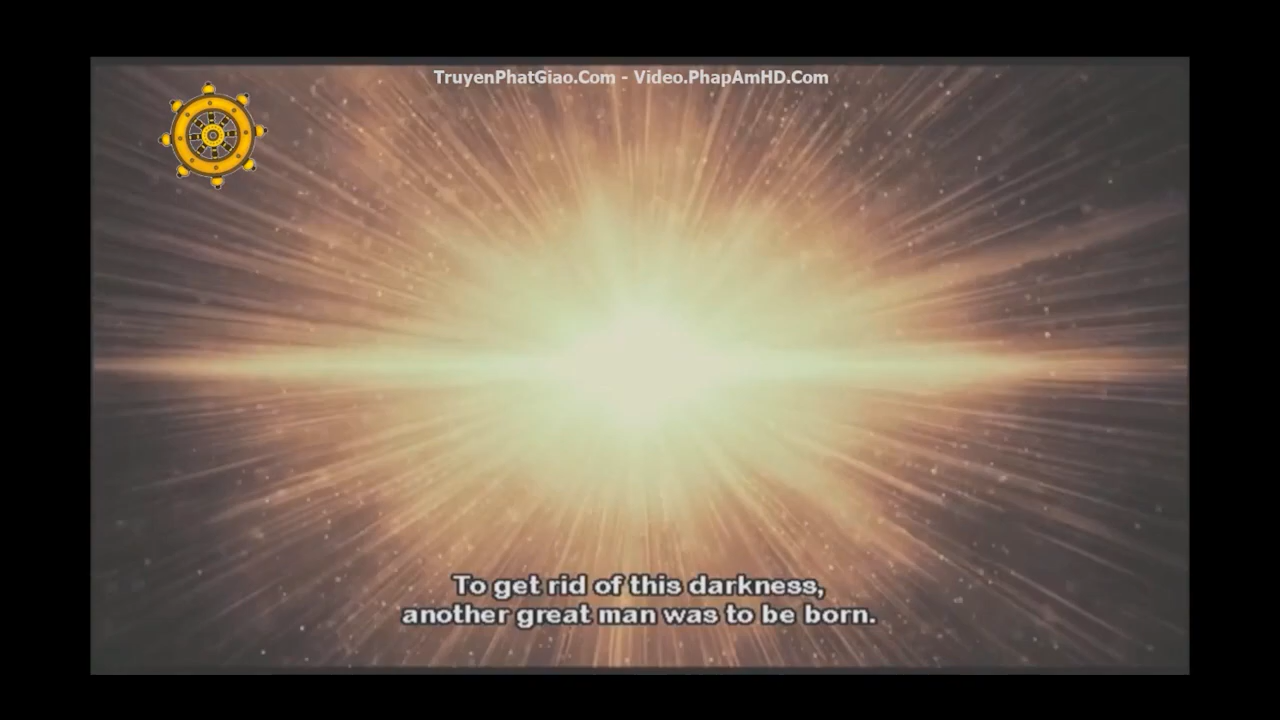 TruyenPhatGiao.Com - Video.PhapAmHD.Com
To get rid of this darkness,
another great man was to be born.